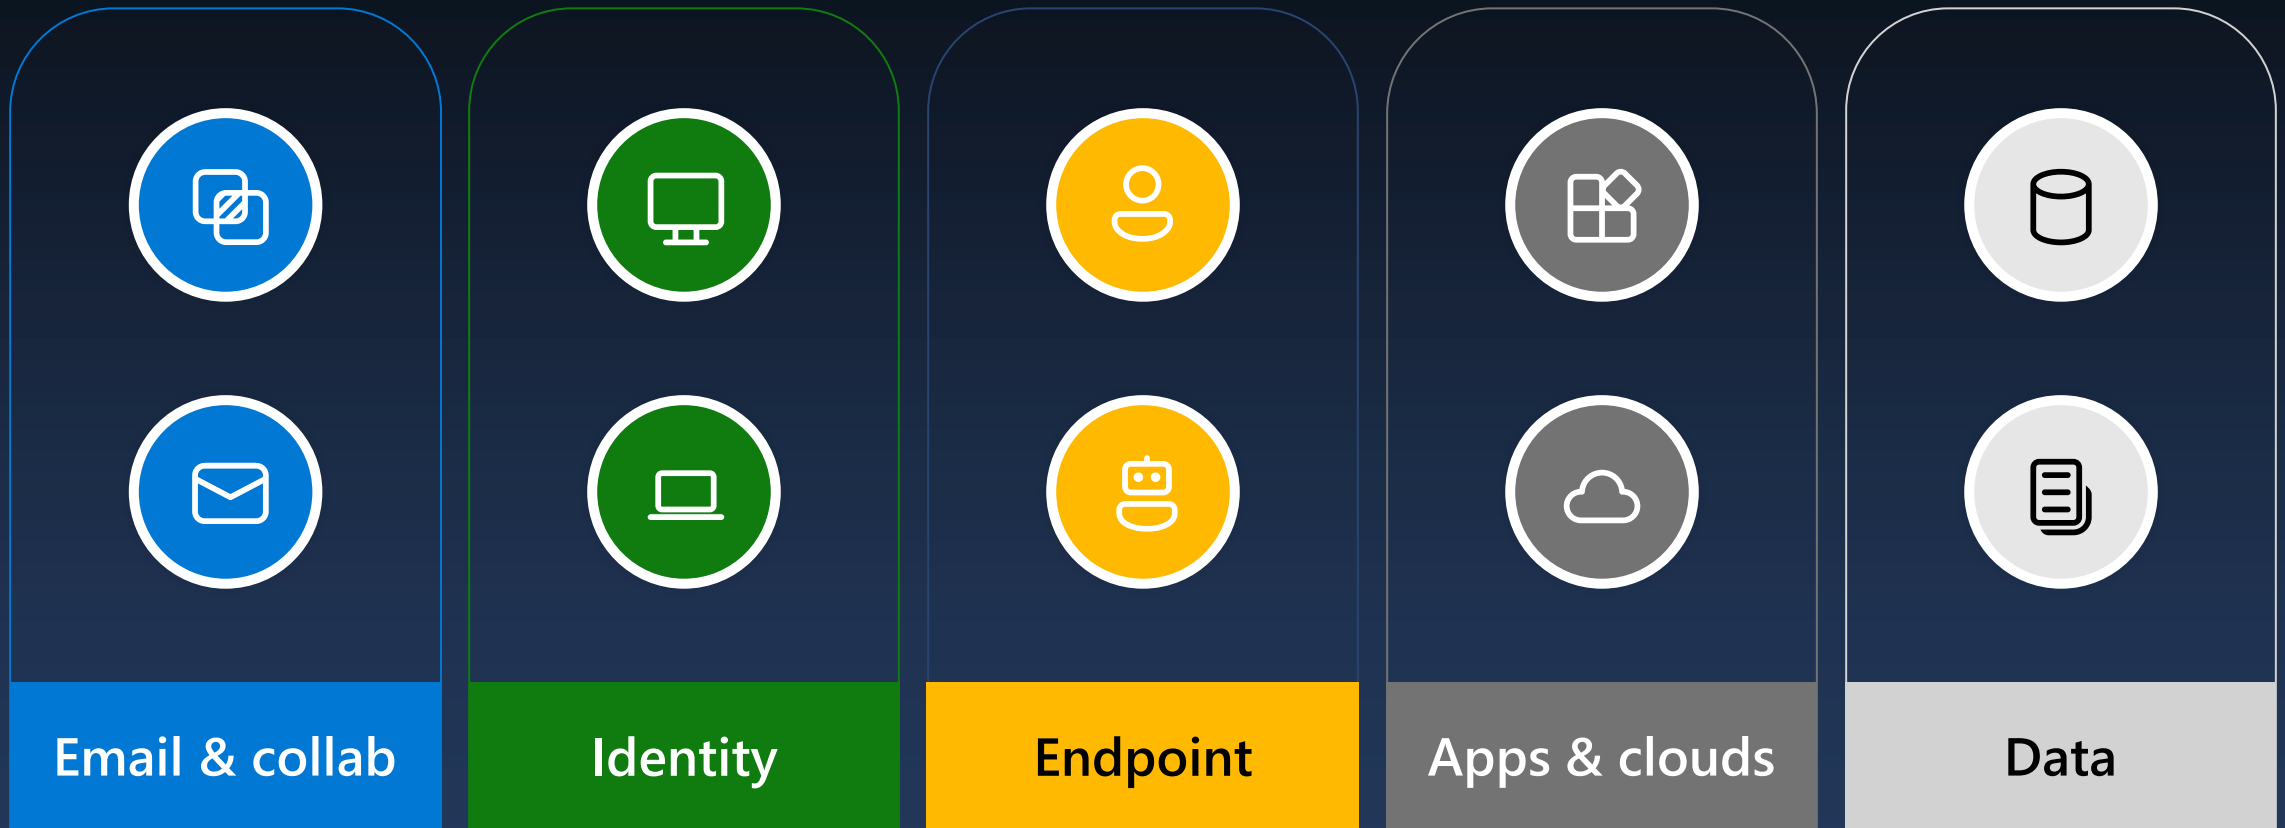 Email & collab
Identity
Endpoint
Apps & clouds
Data